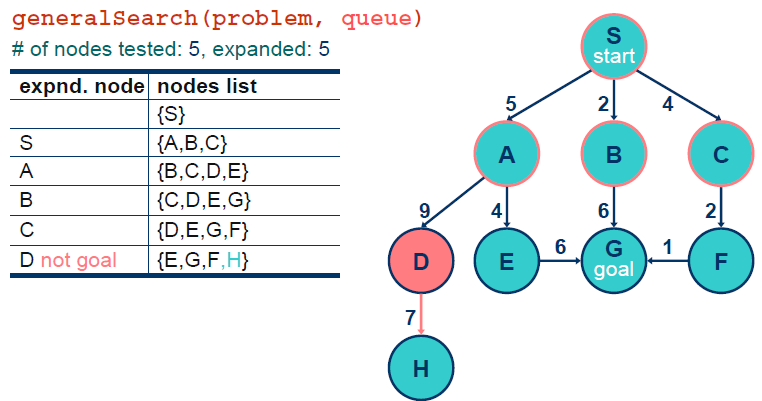 generalSearch(problem, queue)
# of nodes tested: 5, expanded: 5
expnd. node nodes list
{S}
S {A,B,C}
A {B,C,D,E}
B {C,D,E,G}
C {D,E,G,F}
D not goal {E,G,F,H}
S
start
5 2 4
A B C
9 4 6 2
D E 6 G 1 F
goal
7
H